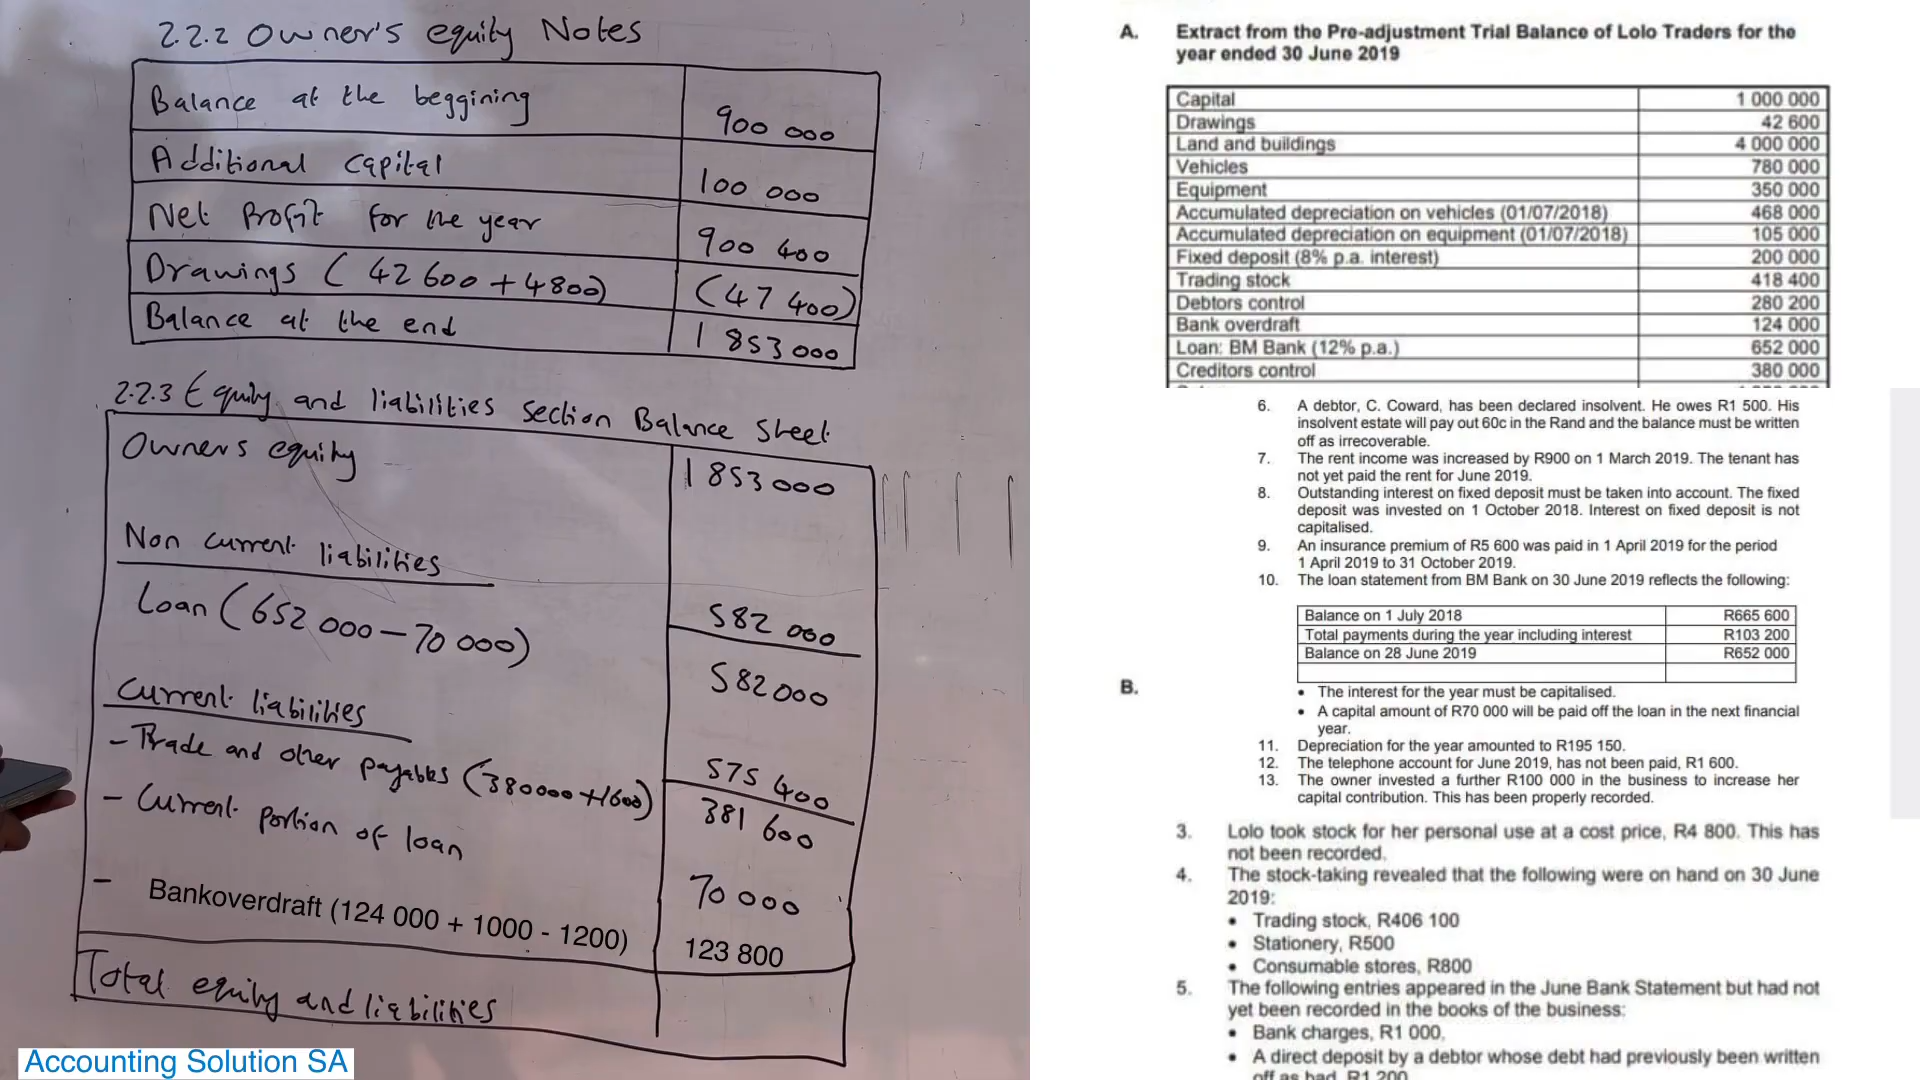 2.2.2 Owner's equity Notes
Balance at the beggining 900 000
Additional capital 100 000
Net Profit for the year 900 400
Drawings ( 42 600 + 4800) (47 400)
Balance at the end 1 853 000
2.2.3 Equity and liabilities section Balance Sheet
Owners equity 1 853 000
Non current liabilities 582 000
Loan (652 000 - 70 000) 582 000
Current liabilities 575 400
- Trade and other payables (380000 + 1600) 381 600
- Current portion of loan 70 000
- Bankoverdraft (124 000 + 1000 - 1200) 123 800
Total equity and liabilities
Accounting Solution SA
A. Extract from the Pre-adjustment Trial Balance of Lolo Traders for the
year ended 30 June 2019
Capital 1 000 000
Drawings 42 600
Land and buildings 4 000 000
Vehicles 780 000
Equipment 350 000
Accumulated depreciation on vehicles (01/07/2018) 468 000
Accumulated depreciation on equipment (01/07/2018) 105 000
Fixed deposit (8% p.a. interest) 200 000
Trading stock 418 400
Debtors control 280 200
Bank overdraft 124 000
Loan: BM Bank (12% p.a.) 652 000
Creditors control 380 000
6. A debtor, C. Coward, has been declared insolvent. He owes R1 500. His
insolvent estate will pay out 60c in the Rand and the balance must be written
off as irrecoverable.
7. The rent income was increased by R900 on 1 March 2019. The tenant has
not yet paid the rent for June 2019.
8. Outstanding interest on fixed deposit must be taken into account. The fixed
deposit was invested on 1 October 2018. Interest on fixed deposit is not
capitalised.
9. An insurance premium of R5 600 was paid in 1 April 2019 for the period
1 April 2019 to 31 October 2019.
10. The loan statement from BM Bank on 30 June 2019 reflects the following:
Balance on 1 July 2018 R665 600
Total payments during the year including interest R103 200
Balance on 28 June 2019 R652 000
B.
• The interest for the year must be capitalised.
• A capital amount of R70 000 will be paid off the loan in the next financial
year.
11. Depreciation for the year amounted to R195 150.
12. The telephone account for June 2019, has not been paid, R1 600.
13. The owner invested a further R100 000 in the business to increase her
capital contribution. This has been properly recorded.
3. Lolo took stock for her personal use at a cost price, R4 800. This has
not been recorded.
4. The stock-taking revealed that the following were on hand on 30 June
2019:
• Trading stock, R406 100
• Stationery, R500
• Consumable stores, R800
5. The following entries appeared in the June Bank Statement but had not
yet been recorded in the books of the business:
• Bank charges, R1 000,
• A direct deposit by a debtor whose debt had previously been written
off as bad, R1 200